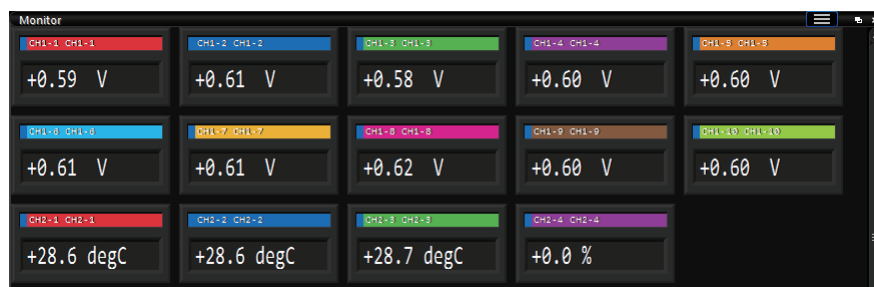 Monitor
CH1-1 CH1-1 CH1-2 CH1-2 CH1-3 CH1-3 CH1-4 CH1-4 CH1-5 CH1-5
+0.59 V +0.61 V +0.58 V +0.60 V +0.60 V
CH1-6 CH1-6 CH1-7 CH1-7 CH1-8 CH1-8 CH1-9 CH1-9 CH1-10 CH1-10
+0.61 V +0.61 V +0.62 V +0.60 V +0.60 V
CH2-1 CH2-1 CH2-2 CH2-2 CH2-3 CH2-3 CH2-4 CH2-4
+28.6 degC +28.6 degC +28.7 degC +0.0 %